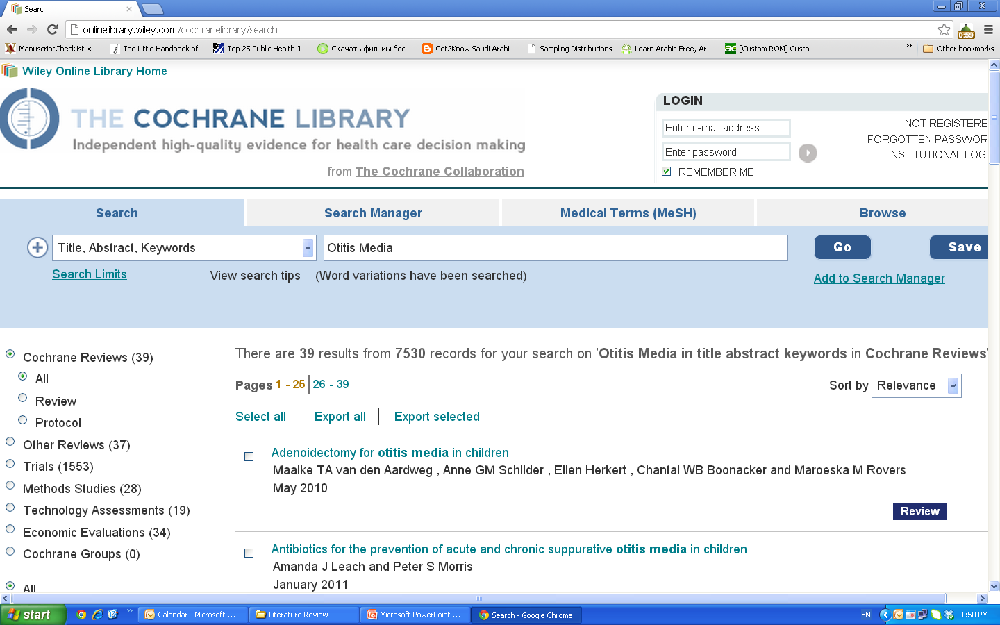 Search
onlinelibrary.wiley.com/cochranelibrary/search
0:59
ManuscriptChecklist < ...
The Little Handbook of...
Top 25 Public Health J...
Скачать фильмы бес...
Get2Know Saudi Arabi...
Sampling Distributions
Learn Arabic Free, Ar...
[Custom ROM] Custo...
Other bookmarks
Wiley Online Library Home
THE COCHRANE LIBRARY
Independent high-quality evidence for health care decision making
from The Cochrane Collaboration
LOGIN
Enter e-mail address
Enter password
REMEMBER ME
NOT REGISTERE
FORGOTTEN PASSWOR
INSTITUTIONAL LOGI
Search
Search Manager
Medical Terms (MeSH)
Browse
Title, Abstract, Keywords
Otitis Media
Go
Save
Search Limits
View search tips
(Word variations have been searched)
Add to Search Manager
Cochrane Reviews (39)
All
Review
Protocol
Other Reviews (37)
Trials (1553)
Methods Studies (28)
Technology Assessments (19)
Economic Evaluations (34)
Cochrane Groups (0)
All
There are 39 results from 7530 records for your search on 'Otitis Media in title abstract keywords in Cochrane Reviews'
Pages 1 - 25 | 26 - 39
Sort by Relevance
Select all | Export all | Export selected
Adenoidectomy for otitis media in children
Maaike TA van den Aardweg , Anne GM Schilder , Ellen Herkert , Chantal WB Boonacker and Maroeska M Rovers
May 2010
Review
Antibiotics for the prevention of acute and chronic suppurative otitis media in children
Amanda J Leach and Peter S Morris
January 2011
start
Calendar - Microsoft ...
Literature Review
Microsoft PowerPoint ...
Search - Google Chrome
EN
1:50 PM